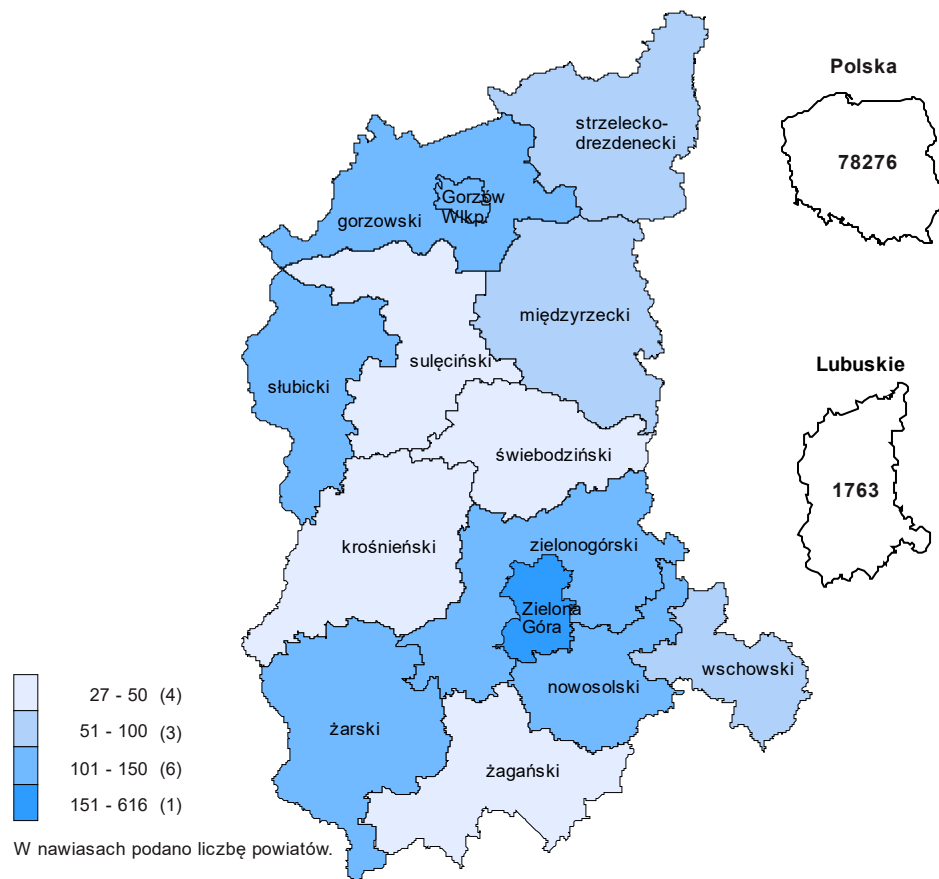 Polska
78276
strzelecko-
drezdenecki
Gorzów
Wlkp.
gorzowski
międzyrzecki
sulęciński
słubicki
Lubuskie
1763
świebodziński
krośnieński
zielonogórski
Zielona
Góra
wschowski
nowosolski
żarski
żagański
27 - 50 (4)
51 - 100 (3)
101 - 150 (6)
151 - 616 (1)
W nawiasach podano liczbę powiatów.